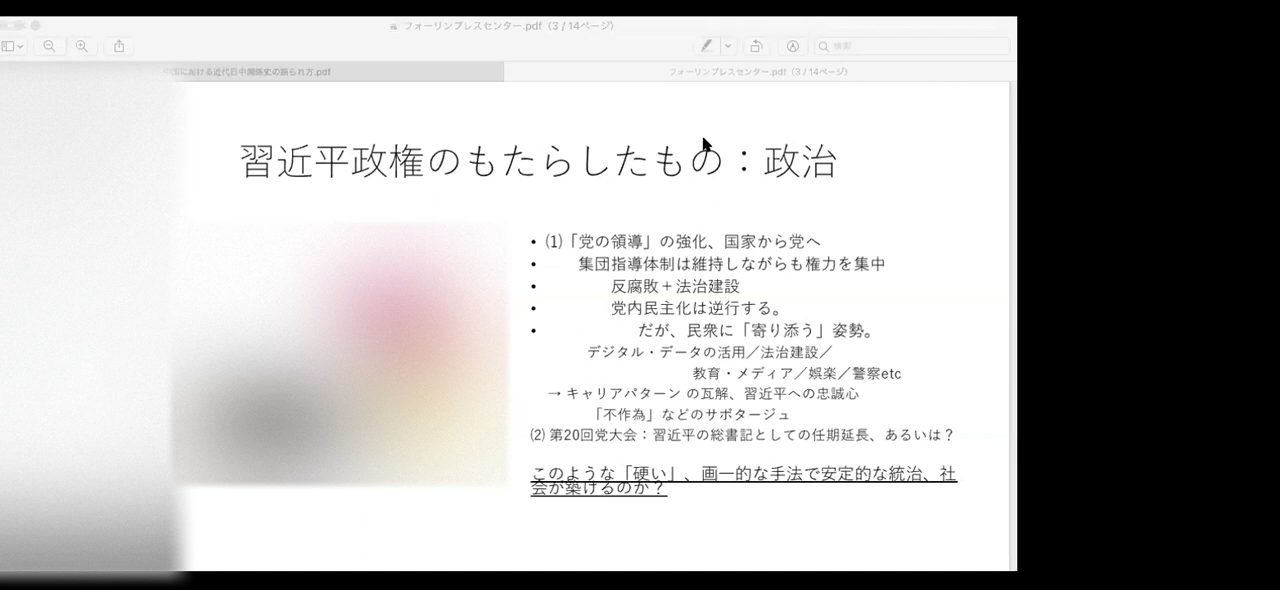 フォーリンプレスセンター.pdf（3 / 14ページ）
検索
における近代日中関係史の語られ方.pdf
フォーリンプレスセンター.pdf（3 / 14ページ）
習近平政権のもたらしたもの：政治
• ⑴「党の領導」の強化、国家から党へ
• 集団指導体制は維持しながらも権力を集中
• 反腐敗＋法治建設
• 党内民主化は逆行する。
• だが、民衆に「寄り添う」姿勢。
デジタル・データの活用／法治建設／
教育・メディア／娯楽／警察etc
→ キャリアパターン の瓦解、習近平への忠誠心
「不作為」などのサボタージュ
⑵ 第20回党大会：習近平の総書記としての任期延長、あるいは？
このような「硬い」、画一的な手法で安定的な統治、社
会が築けるのか？